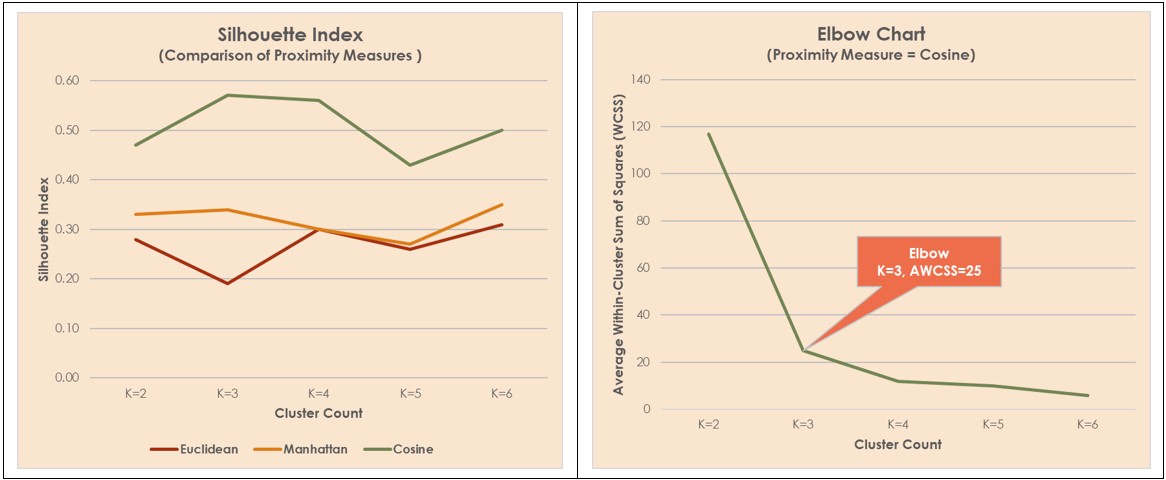 Silhouette Index
(Comparison of Proximity Measures )
Silhouette Index
0.60
0.50
0.40
0.30
0.20
0.10
0.00
K=2 K=3 K=4 K=5 K=6
Cluster Count
Euclidean Manhattan Cosine
Elbow Chart
(Proximity Measure = Cosine)
Average Within-Cluster Sum of Squares (WCSS)
140
120
100
80
60
40
20
0
Elbow
K=3, AWCSS=25
K=2 K=3 K=4 K=5 K=6
Cluster Count